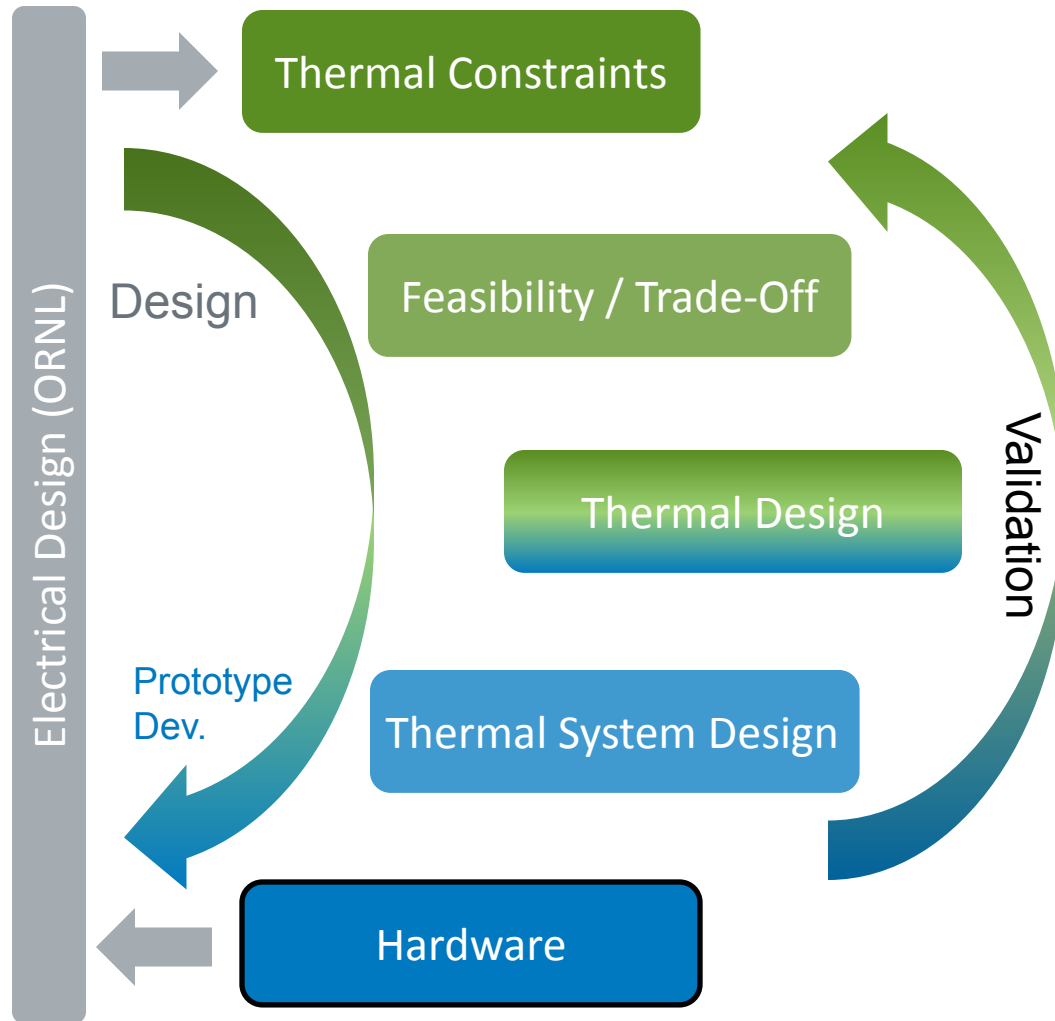 Electrical Design (ORNL)
Thermal Constraints
Design
Feasibility / Trade-Off
Thermal Design
Validation
Prototype
Dev.
Thermal System Design
Hardware